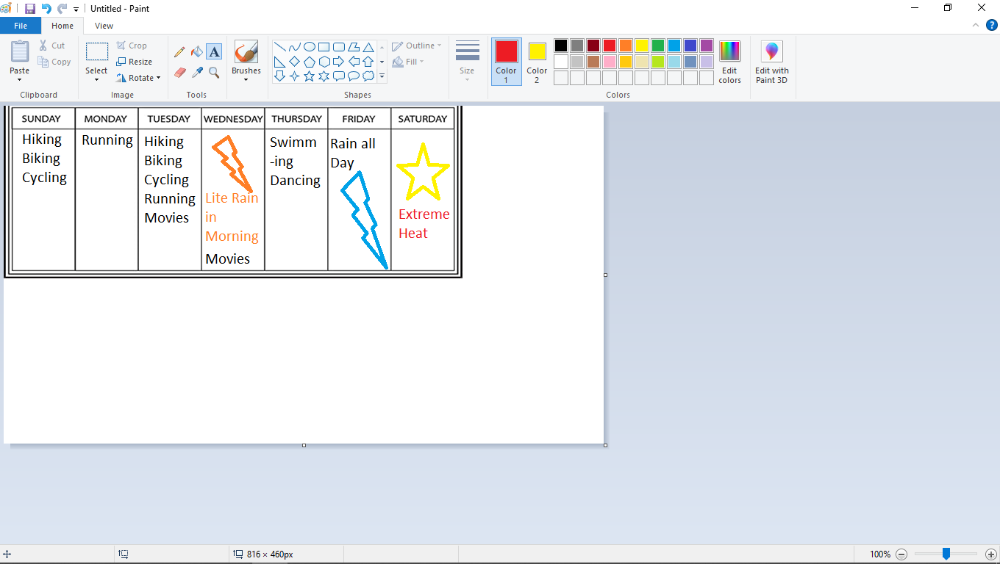 Untitled - Paint
File Home View
Paste
Cut
Copy
Clipboard
Select
Crop
Resize
Rotate
Image
A
Tools
Brushes
Outline
Fill
Shapes
Size
Color 1
Color 2
Edit colors
Colors
Edit with Paint 3D
SUNDAY MONDAY TUESDAY WEDNESDAY THURSDAY FRIDAY SATURDAY
Hiking
Biking
Cycling
Running
Hiking
Biking
Cycling
Running
Movies
Lite Rain
in
Morning
Movies
Swimm
-ing
Dancing
Rain all
Day
Extreme
Heat
816 × 460px
100%